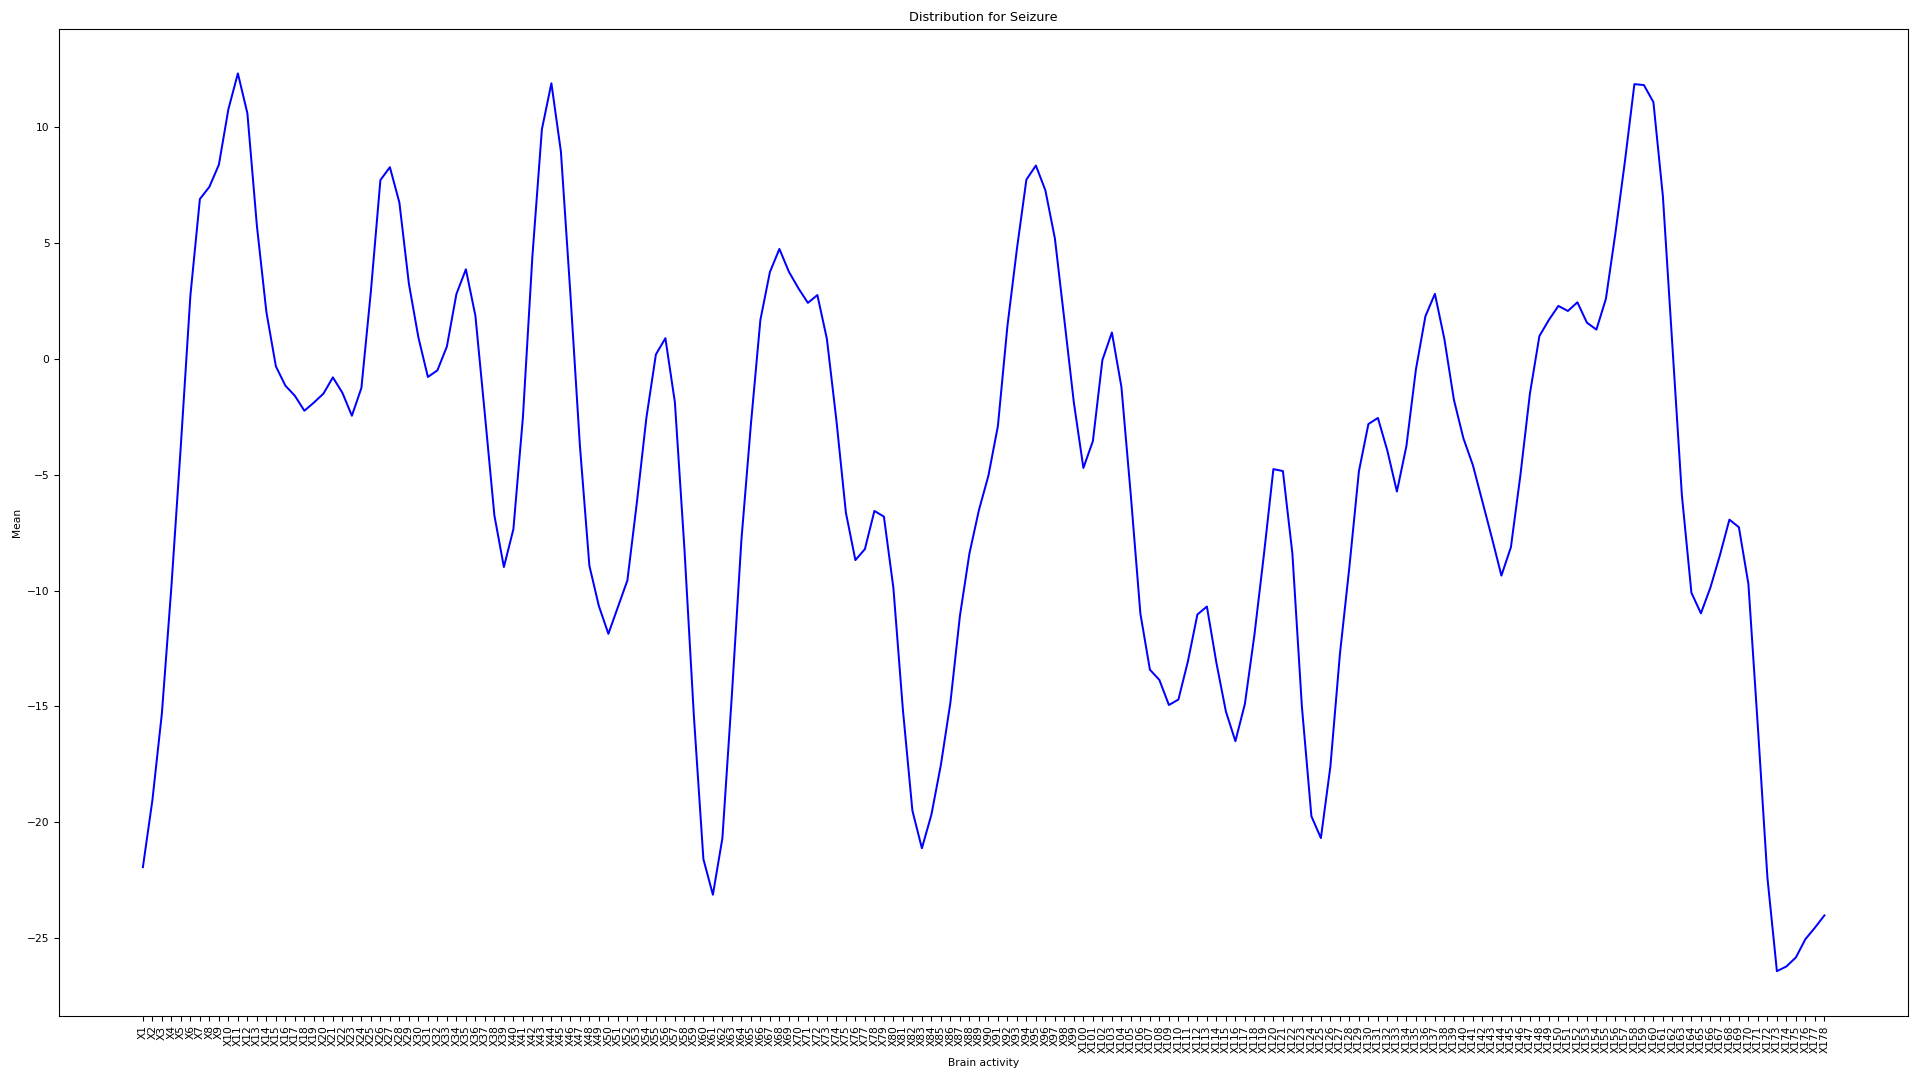 Distribution for Seizure
Mean
10
5
0
−5
−10
−15
−20
−25
X1 X2 X3 X4 X5 X6 X7 X8 X9 X10 X11 X12 X13 X14 X15 X16 X17 X18 X19 X20 X21 X22 X23 X24 X25 X26 X27 X28 X29 X30 X31 X32 X33 X34 X35 X36 X37 X38 X39 X40 X41 X42 X43 X44 X45 X46 X47 X48 X49 X50 X51 X52 X53 X54 X55 X56 X57 X58 X59 X60 X61 X62 X63 X64 X65 X66 X67 X68 X69 X70 X71 X72 X73 X74 X75 X76 X77 X78 X79 X80 X81 X82 X83 X84 X85 X86 X87 X88 X89 X90 X91 X92 X93 X94 X95 X96 X97 X98 X99 X100 X101 X102 X103 X104 X105 X106 X107 X108 X109 X110 X111 X112 X113 X114 X115 X116 X117 X118 X119 X120 X121 X122 X123 X124 X125 X126 X127 X128 X129 X130 X131 X132 X133 X134 X135 X136 X137 X138 X139 X140 X141 X142 X143 X144 X145 X146 X147 X148 X149 X150 X151 X152 X153 X154 X155 X156 X157 X158 X159 X160 X161 X162 X163 X164 X165 X166 X167 X168 X169 X170 X171 X172 X173 X174 X175 X176 X177 X178
Brain activity